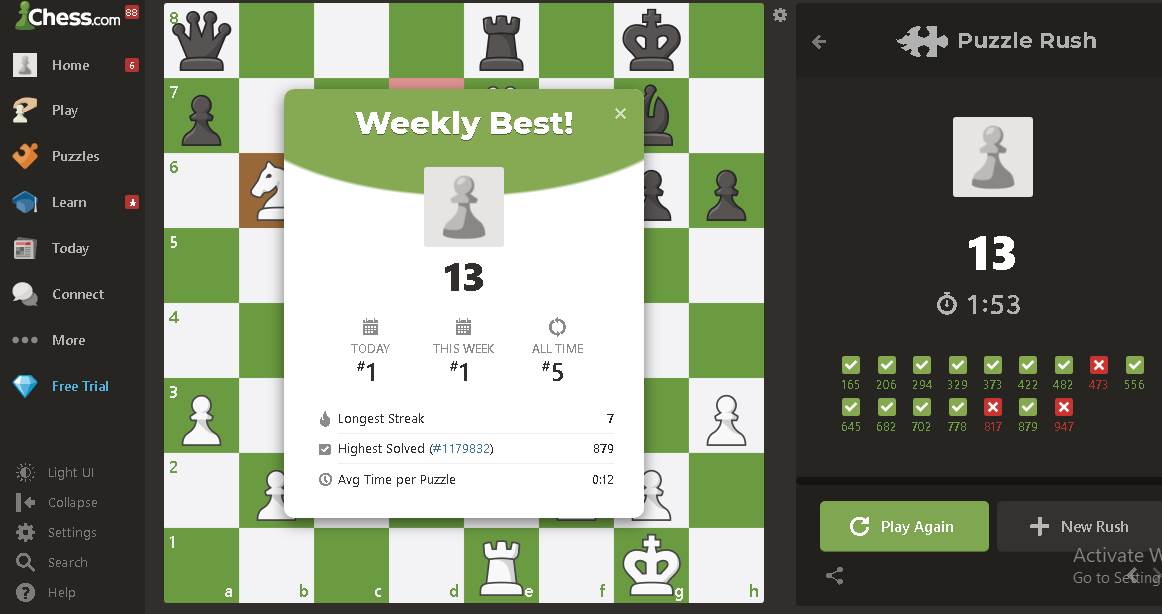 Chess.com 88
Home 6
Play
Puzzles
Learn
Today
Connect
More
Free Trial
Light UI
Collapse
Settings
Search
Help
8
7
6
5
4
3
2
1
a b c d e f g h
Weekly Best!
13
TODAY THIS WEEK ALL TIME
#1 #1 #5
Longest Streak 7
Highest Solved (#1179832) 879
Avg Time per Puzzle 0:12
Puzzle Rush
13
1:53
165 206 294 329 373 422 482 473 556
645 682 702 778 817 879 947
Play Again
New Rush
Activate W
Go to Setting